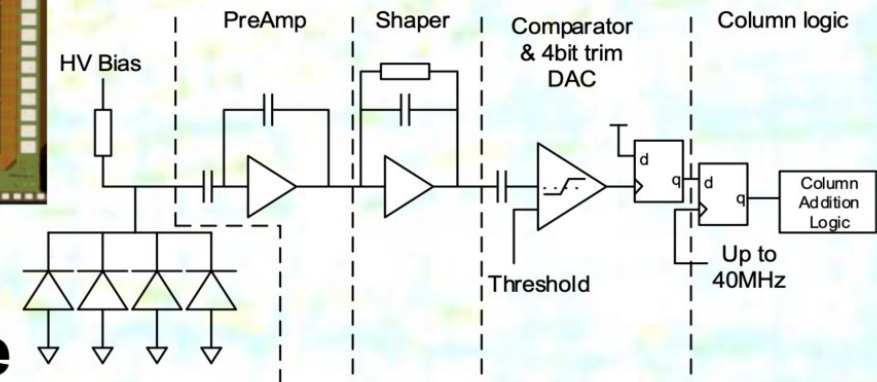 PreAmp
Shaper
Comparator
& 4bit trim
DAC
Column logic
HV Bias
d
q
d
q
Column
Addition
Logic
Threshold
Up to
40MHz
e